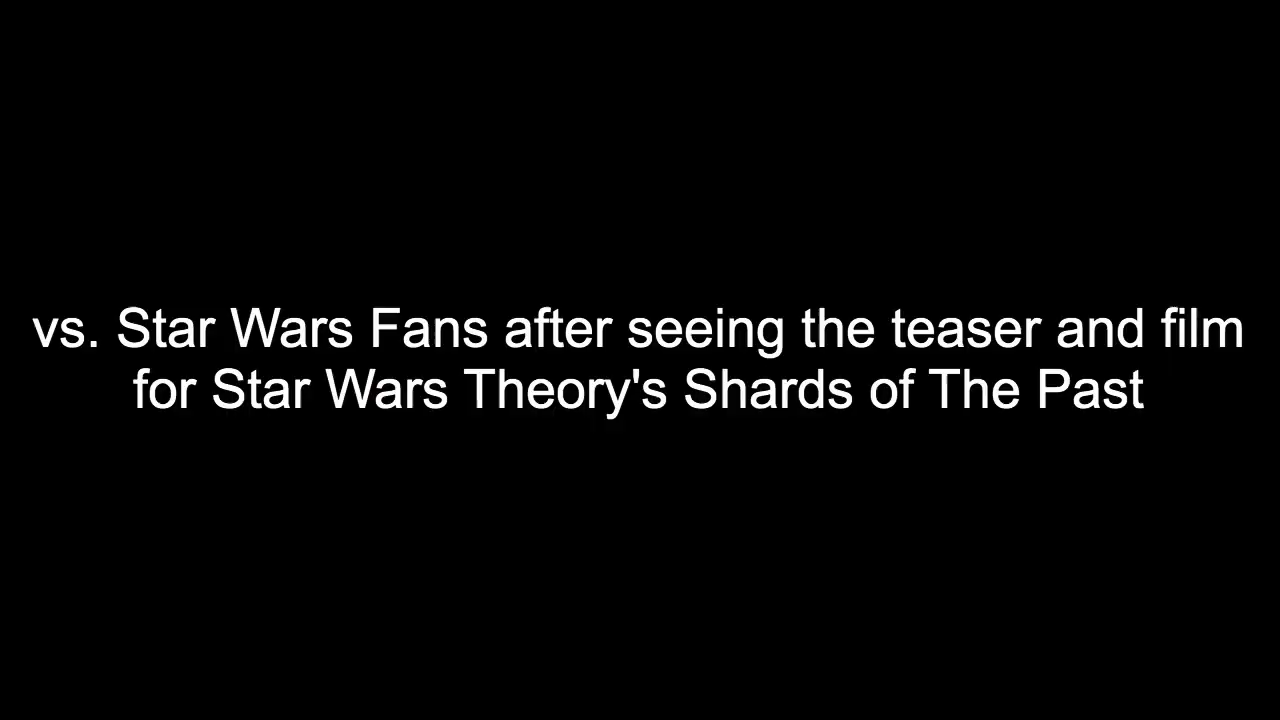 vs. Star Wars Fans after seeing the teaser and film
for Star Wars Theory's Shards of The Past